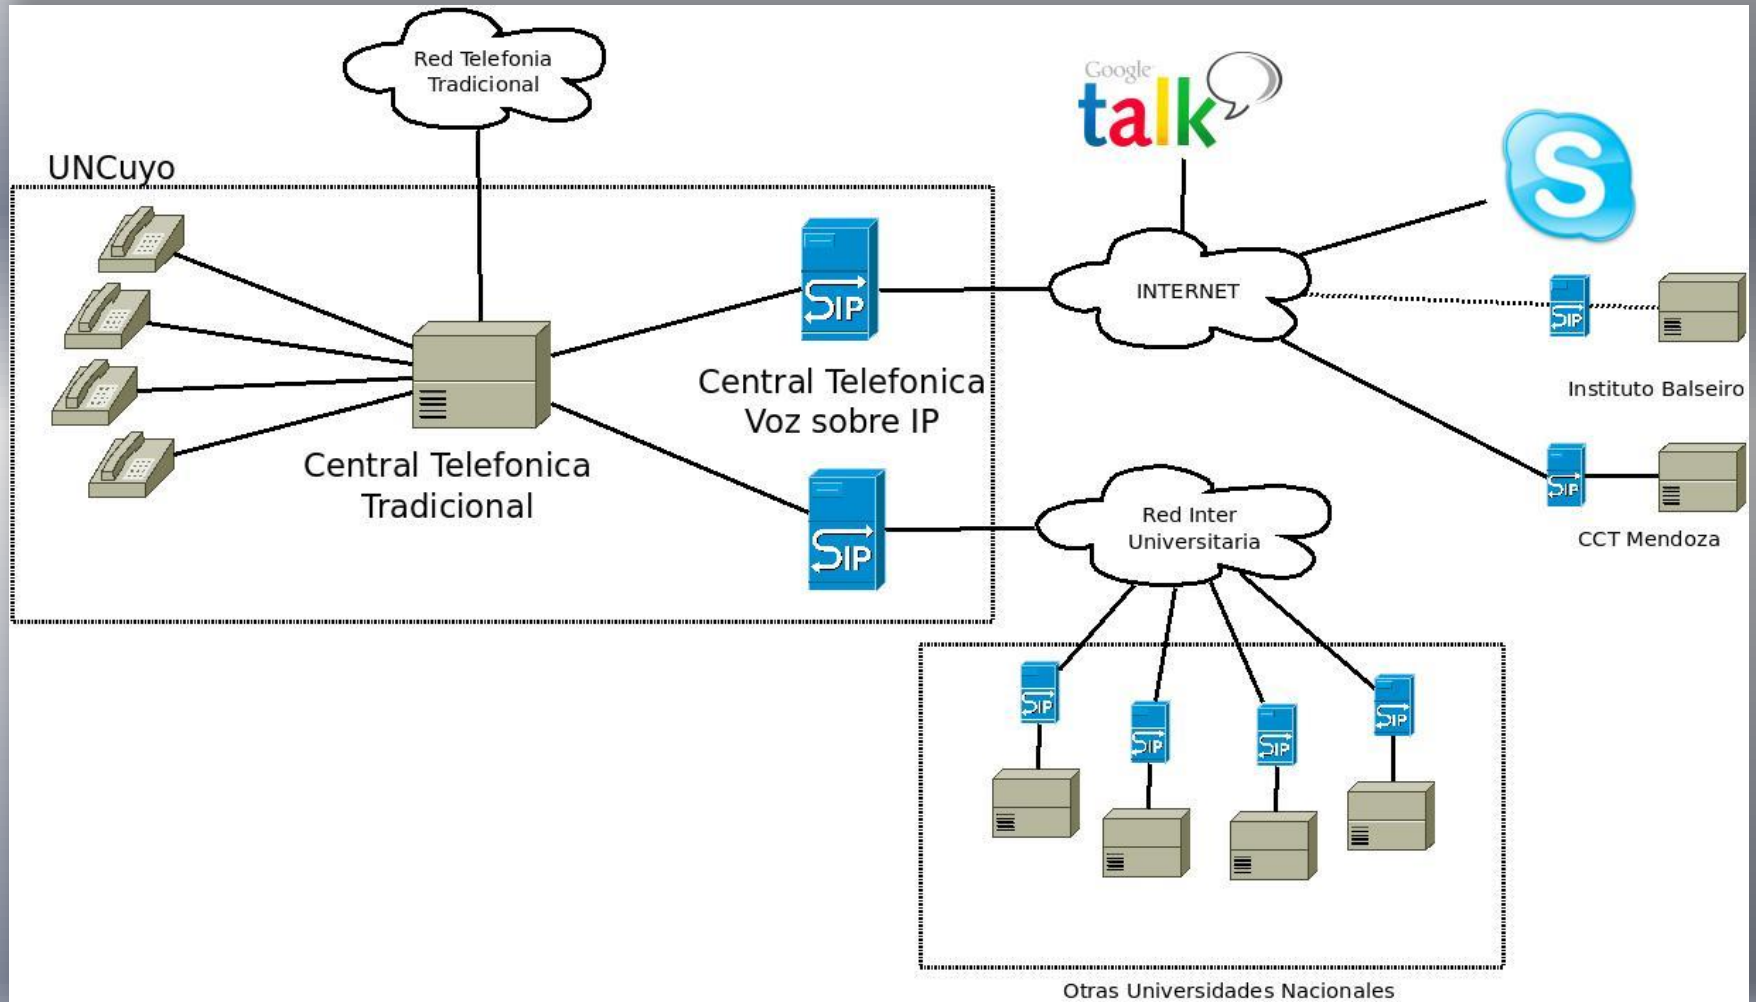 Red Telefonia
Tradicional
Google
talk
S
UNCuyo
SIP
INTERNET
SIP
Instituto Balseiro
Central Telefonica
Voz sobre IP
Central Telefonica
Tradicional
SIP
Red Inter
Universitaria
SIP
CCT Mendoza
SIP
SIP
SIP
SIP
Otras Universidades Nacionales